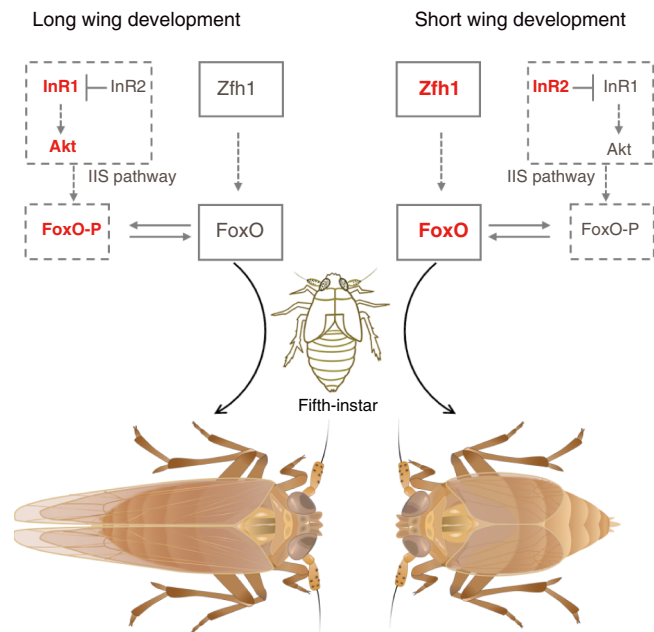 Long wing development
Short wing development
InR1
InR2
Zfh1
Akt
IIS pathway
FoxO-P
FoxO
Zfh1
InR2
InR1
Akt
IIS pathway
FoxO
FoxO-P
Fifth-instar